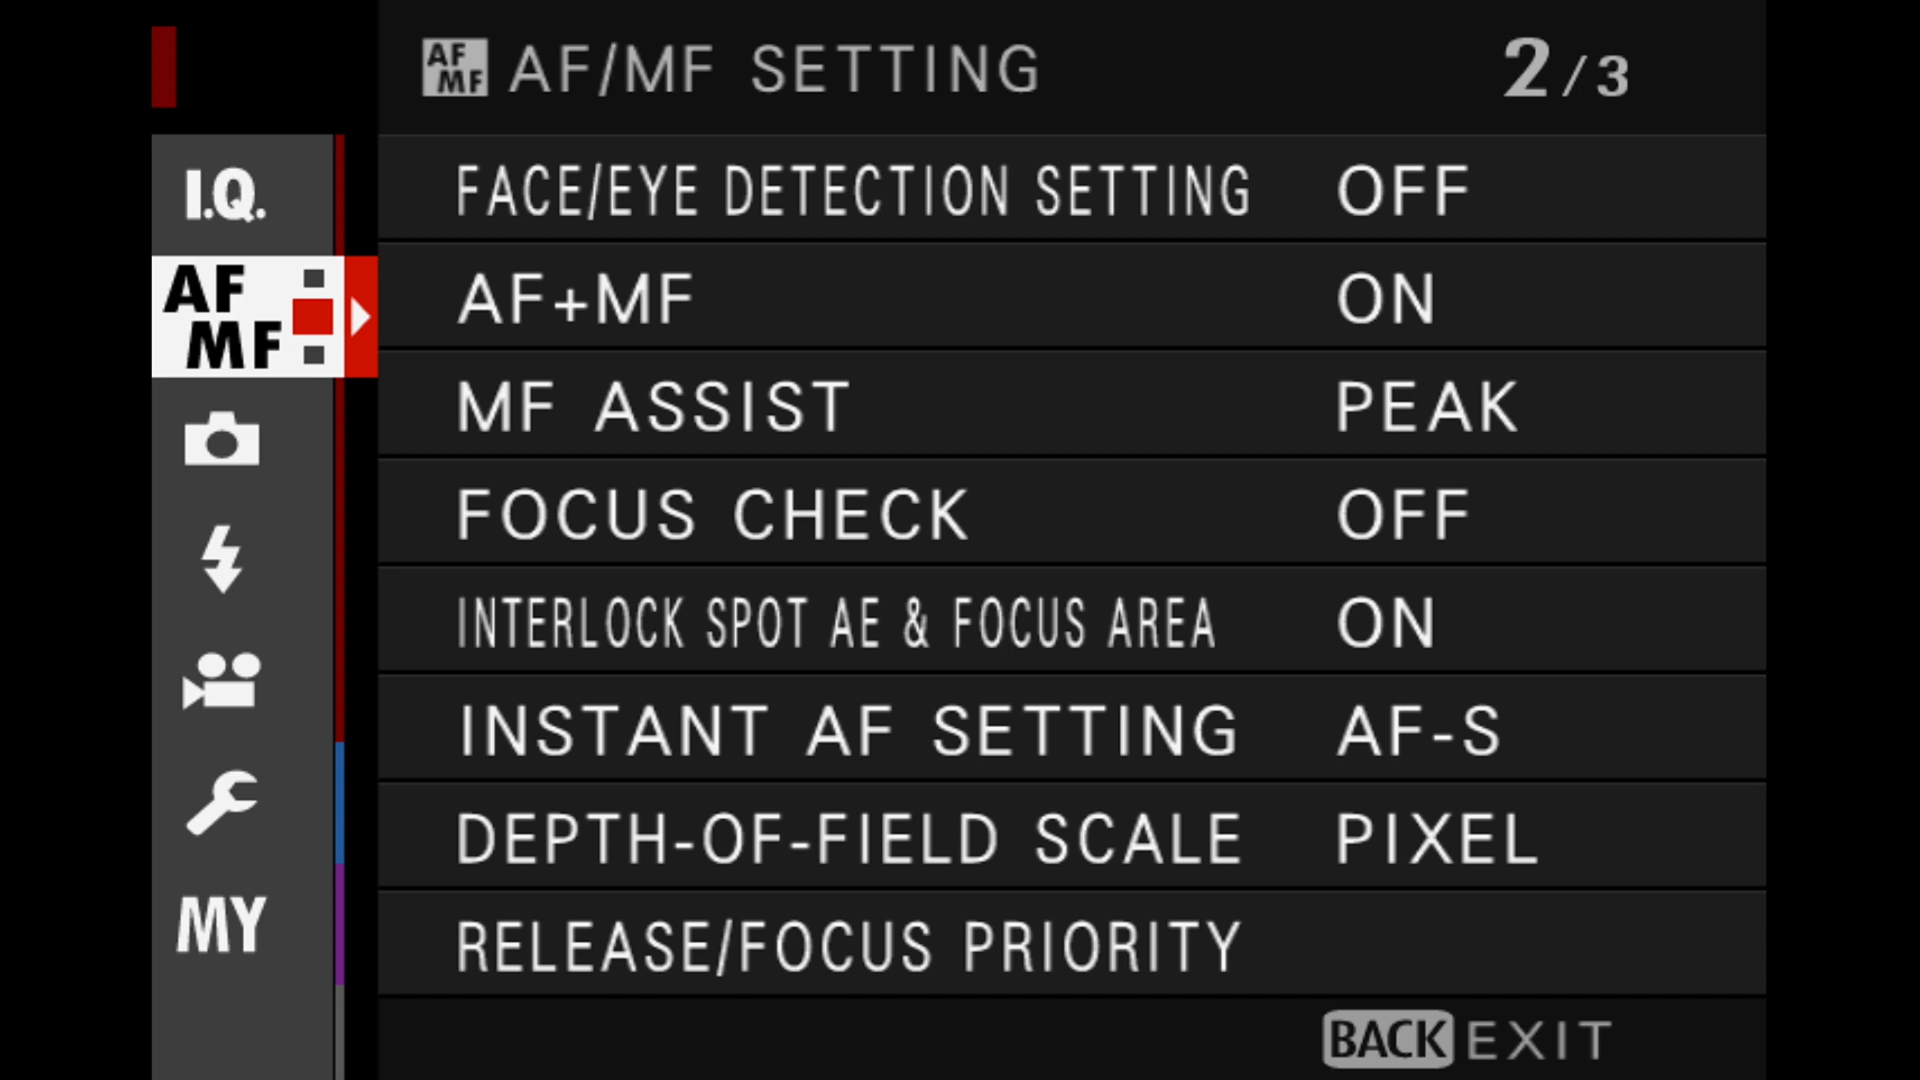 AF MF AF/MF SETTING 2/3
I.Q.
AF
MF
MY
FACE/EYE DETECTION SETTING OFF
AF+MF ON
MF ASSIST PEAK
FOCUS CHECK OFF
INTERLOCK SPOT AE & FOCUS AREA ON
INSTANT AF SETTING AF-S
DEPTH-OF-FIELD SCALE PIXEL
RELEASE/FOCUS PRIORITY
BACK EXIT